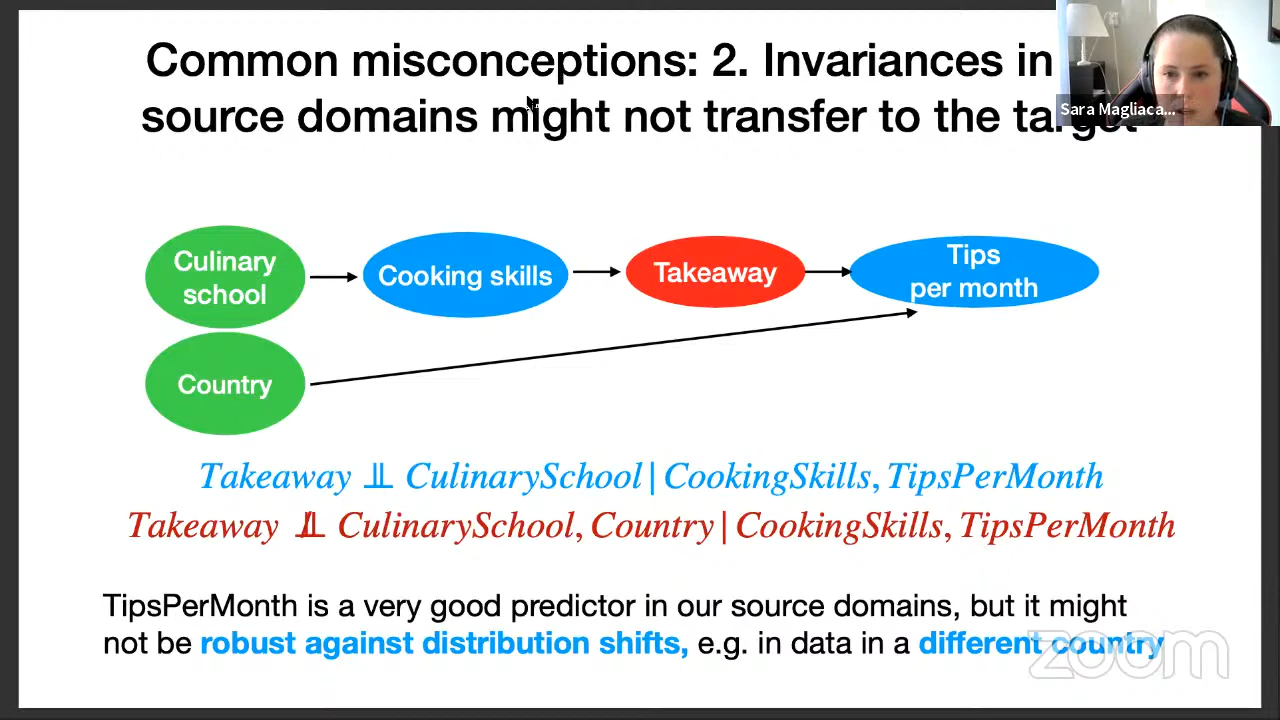 Common misconceptions: 2. Invariances in
source domains might not transfer to the target
Sara Magliaca...
Culinary
school
Cooking skills
Takeaway
Tips
per month
Country
Takeaway ⫫ CulinarySchool | CookingSkills, TipsPerMonth
Takeaway ⫫̸ CulinarySchool, Country | CookingSkills, TipsPerMonth
TipsPerMonth is a very good predictor in our source domains, but it might
not be robust against distribution shifts, e.g. in data in a different country
zoom